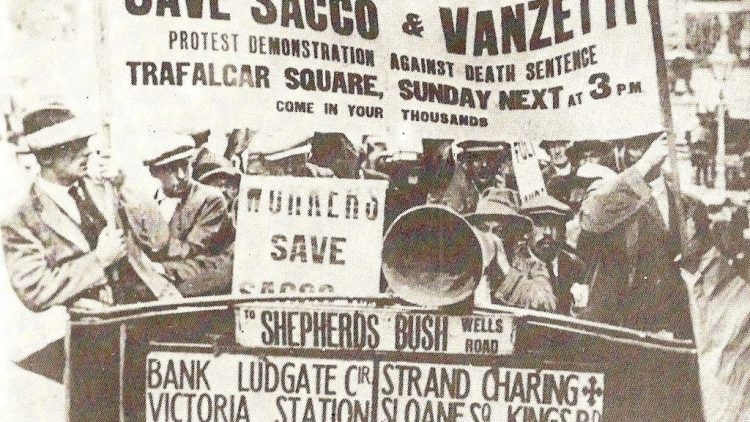 SAVE SACCO & VANZETTI
PROTEST DEMONSTRATION AGAINST DEATH SENTENCE
TRAFALGAR SQUARE, SUNDAY NEXT AT 3 P.M.
COME IN YOUR THOUSANDS
WORKERS
SAVE
SACCO
TO SHEPHERDS BUSH WELLS ROAD
BANK LUDGATE CIR
VICTORIA STATION
STRAND CHARING ✣
SLOANE SQ. KINGS RD